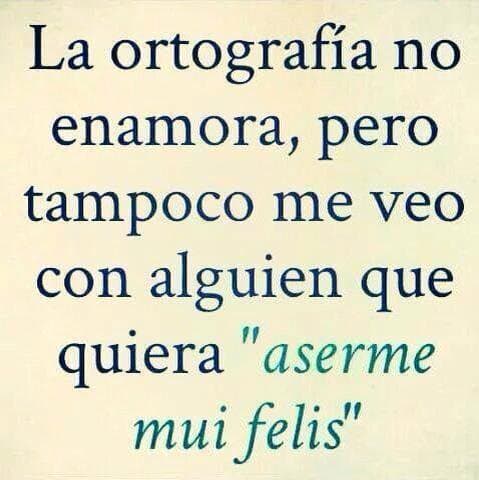 La ortografía no
enamora, pero
tampoco me veo
con alguien que
quiera "aserme
mui felis"